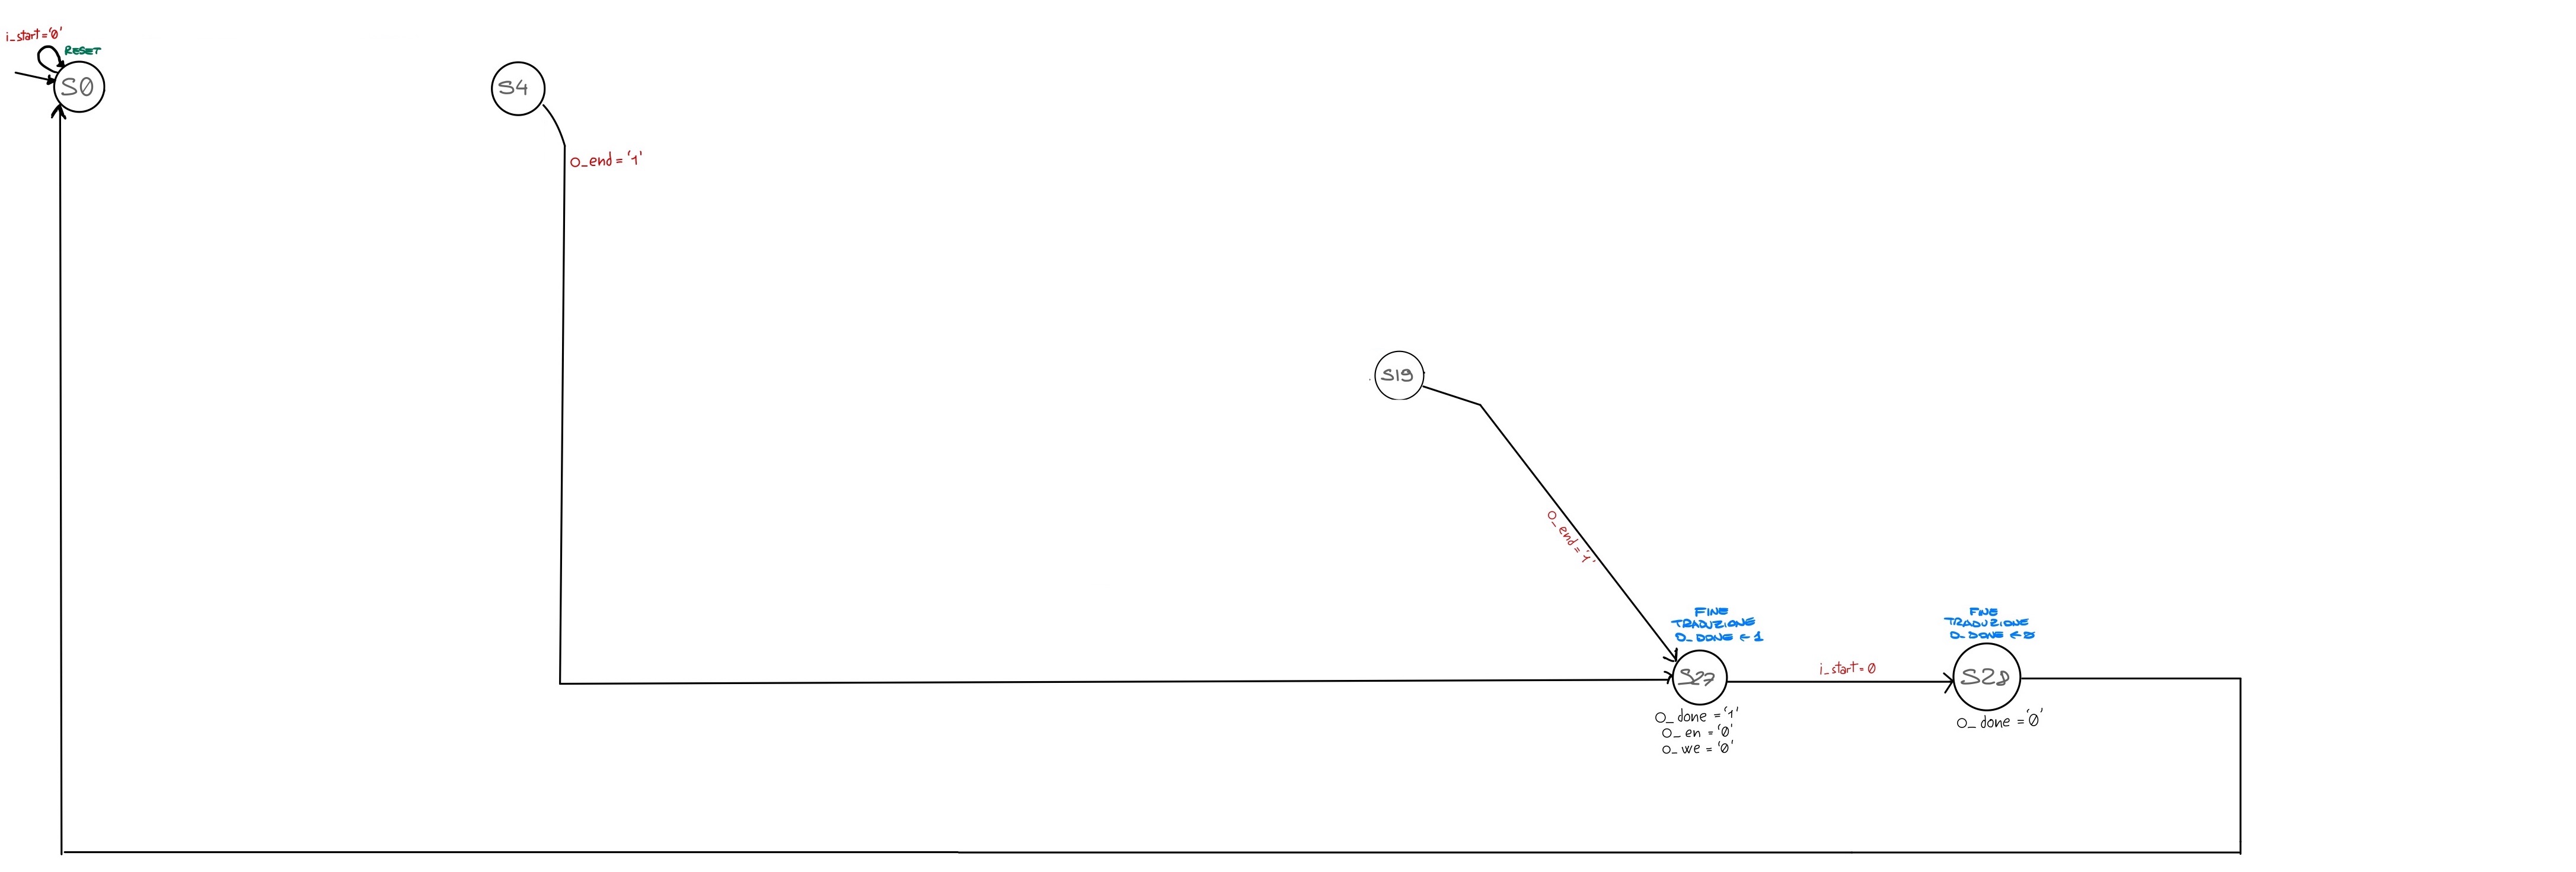 i_start='0'
RESET
S0
S4
o_end='1'
S19
o_end='1'
FINE
TRADUZIONE
O_DONE ← 1
S27
o_done='1'
o_en='0'
o_we='0'
i_start=0
FINE
TRADUZIONE
O_DONE ← 0
S28
o_done='0'